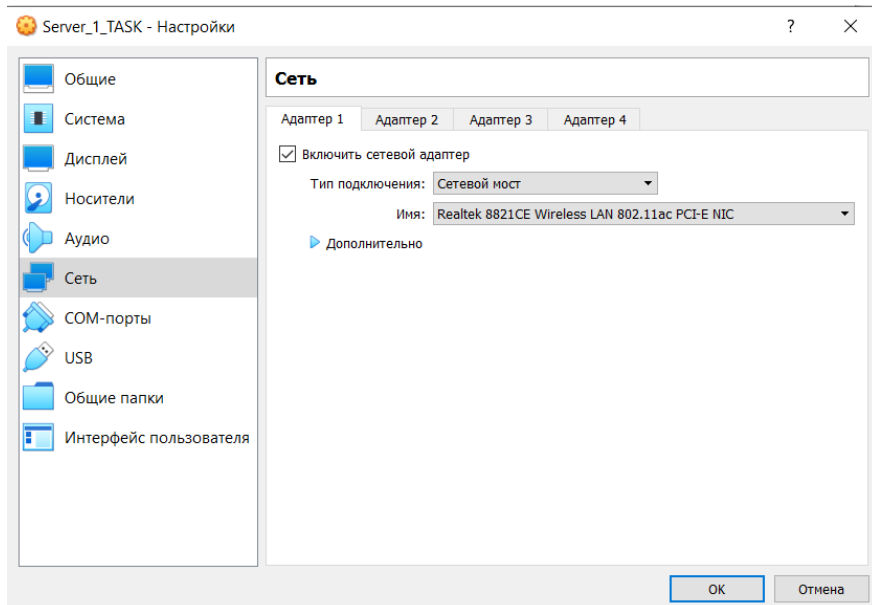 Server_1_TASK - Настройки
?
Общие
Система
Дисплей
Носители
Аудио
Сеть
COM-порты
USB
Общие папки
Интерфейс пользователя
Сеть
Адаптер 1 Адаптер 2 Адаптер 3 Адаптер 4
Включить сетевой адаптер
Тип подключения: Сетевой мост
Имя: Realtek 8821CE Wireless LAN 802.11ac PCI-E NIC
Дополнительно
ОК Отмена